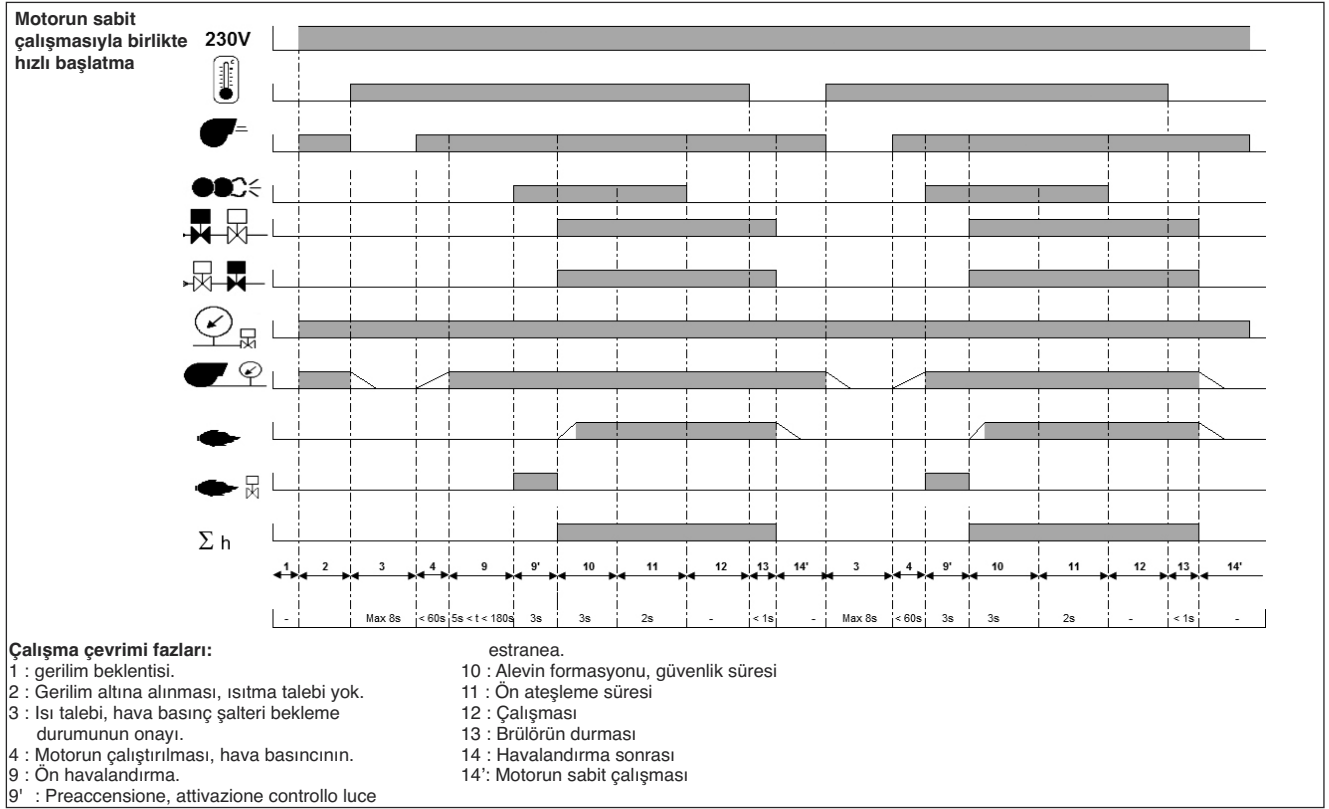 Motorun sabit
çalışmasıyla birlikte
hızlı başlatma
230V
°C
Σ h
1 2 3 4 9 9' 10 11 12 13 14' 3 4 9' 10 11 12 13 14'
- Max 8s < 60s 5s < t < 180s 3s 3s 2s - < 1s - Max 8s < 60s 3s 3s 2s - < 1s -
Çalışma çevrimi fazları:
1 : gerilim beklentisi.
2 : Gerilim altına alınması, ısıtma talebi yok.
3 : Isı talebi, hava basınç şalteri bekleme
durumunun onayı.
4 : Motorun çalıştırılması, hava basıncının.
9 : Ön havalandırma.
9' : Preaccensione, attivazione controllo luce
estranea.
10 : Alevin formasyonu, güvenlik süresi
11 : Ön ateşleme süresi
12 : Çalışması
13 : Brülörün durması
14 : Havalandırma sonrası
14’: Motorun sabit çalışması